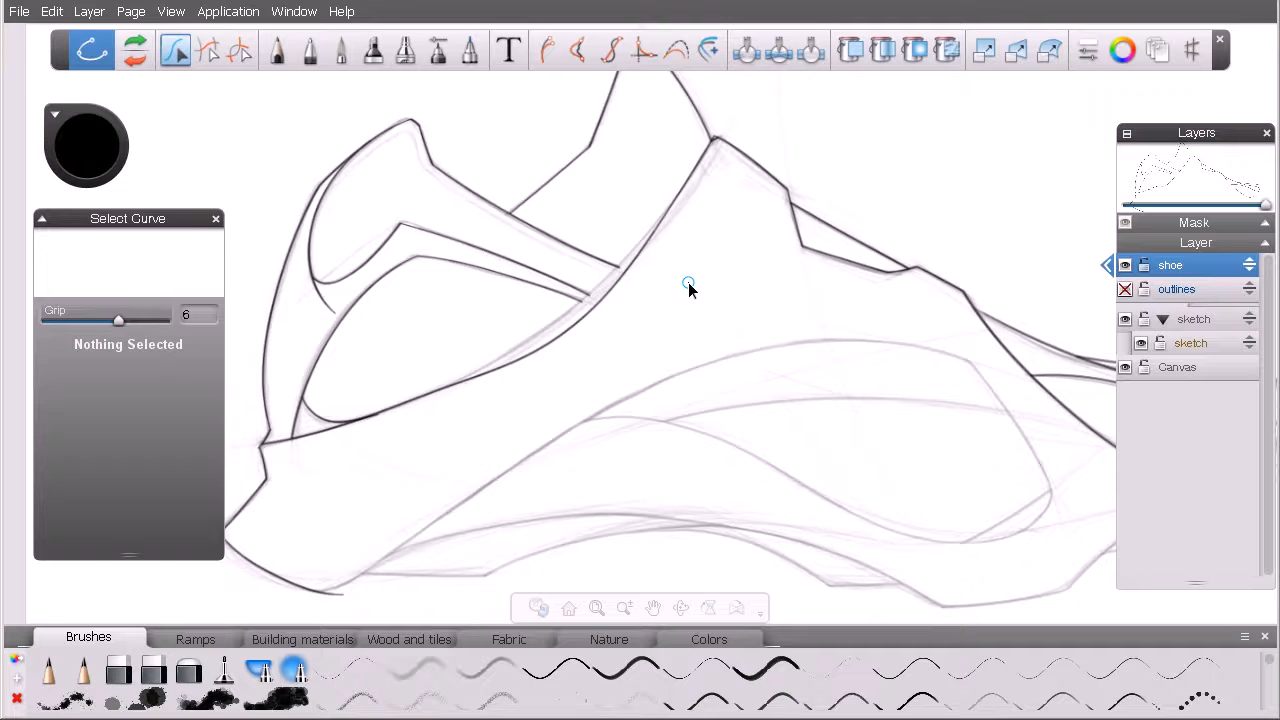 File Edit Layer Page View Application Window Help
T
Layers
Select Curve
Mask
Layer
shoe
outlines
Grip 6
sketch
Nothing Selected
sketch
Canvas
Brushes Ramps Building materials Wood and tiles Fabric Nature Colors